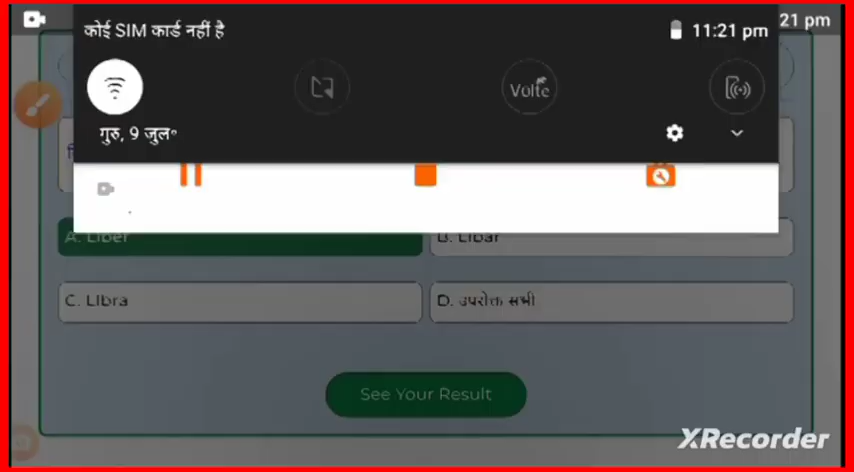 21 pm
कोई SIM कार्ड नहीं है
11:21 pm
Volte
गुरु, 9 जुल॰
A. Liber
B. Libar
C. Libra
D. उपरोक्त सभी
See Your Result
XRecorder